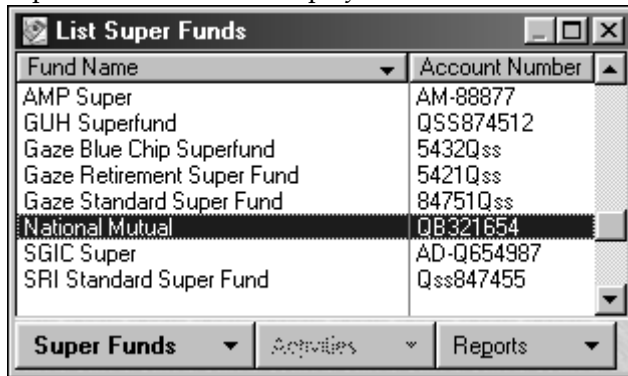 List Super Funds
Fund Name Account Number
AMP Super AM-88877
GUH Superfund QSS874512
Gaze Blue Chip Superfund 5432Qss
Gaze Retirement Super Fund 5421Qss
Gaze Standard Super Fund 84751Qss
National Mutual QB321654
SGIC Super AD-Q654987
SRI Standard Super Fund Qss847455
Super Funds Activities Reports